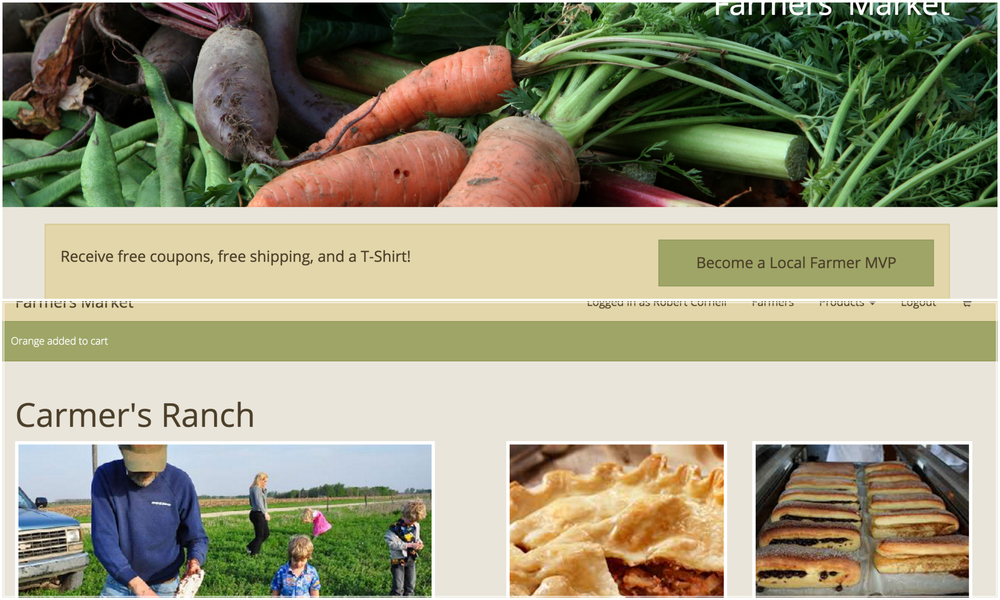 Farmers' Market
Receive free coupons, free shipping, and a T-Shirt!
Become a Local Farmer MVP
Farmers Market
Logged in as Robert Cornell
Farmers
Products
Logout
Orange added to cart
Carmer's Ranch